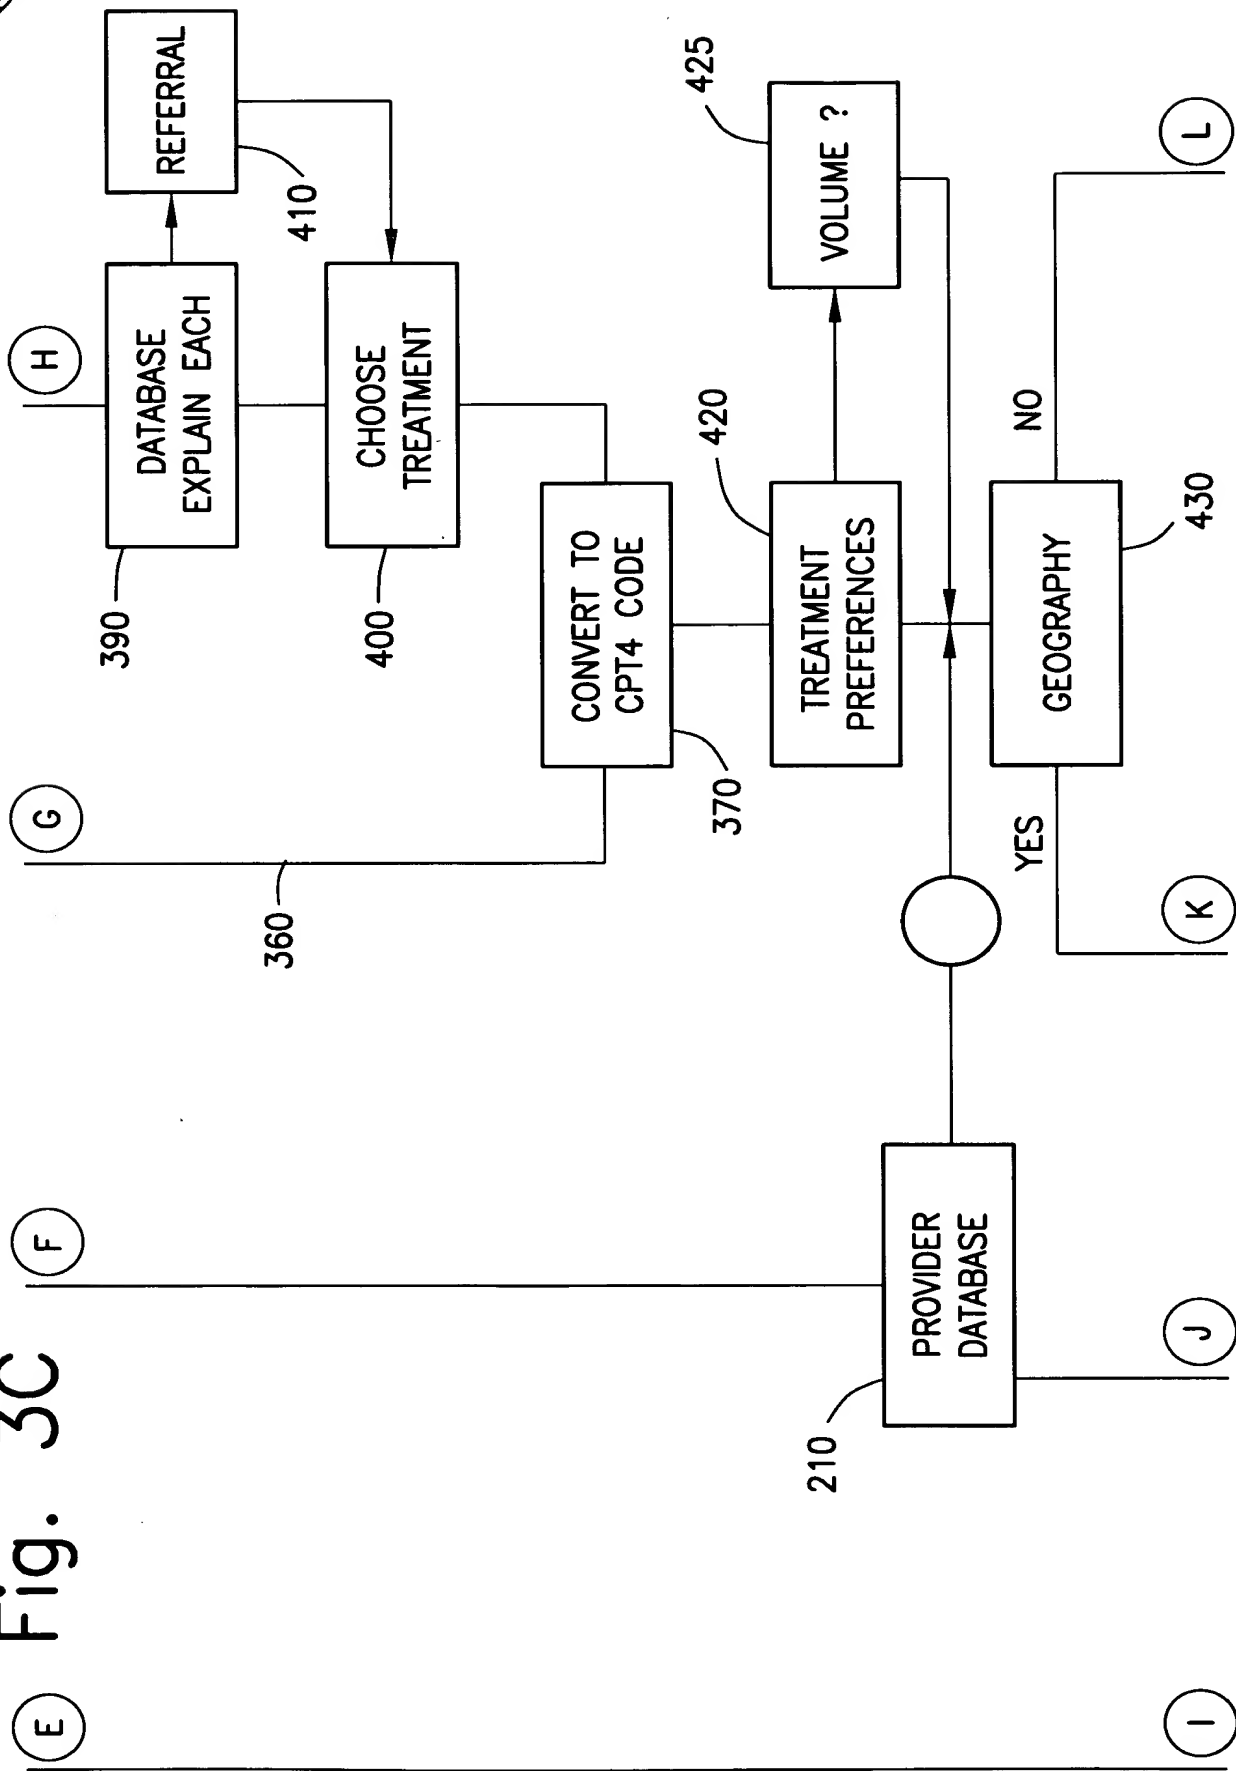 Fig. 3C
E
F
G
H
360
390
DATABASE
EXPLAIN EACH
REFERRAL
410
400
CHOOSE
TREATMENT
CONVERT TO
CPT4 CODE
370
TREATMENT
PREFERENCES
420
VOLUME ?
425
210
PROVIDER
DATABASE
GEOGRAPHY
430
YES
NO
I
J
K
L